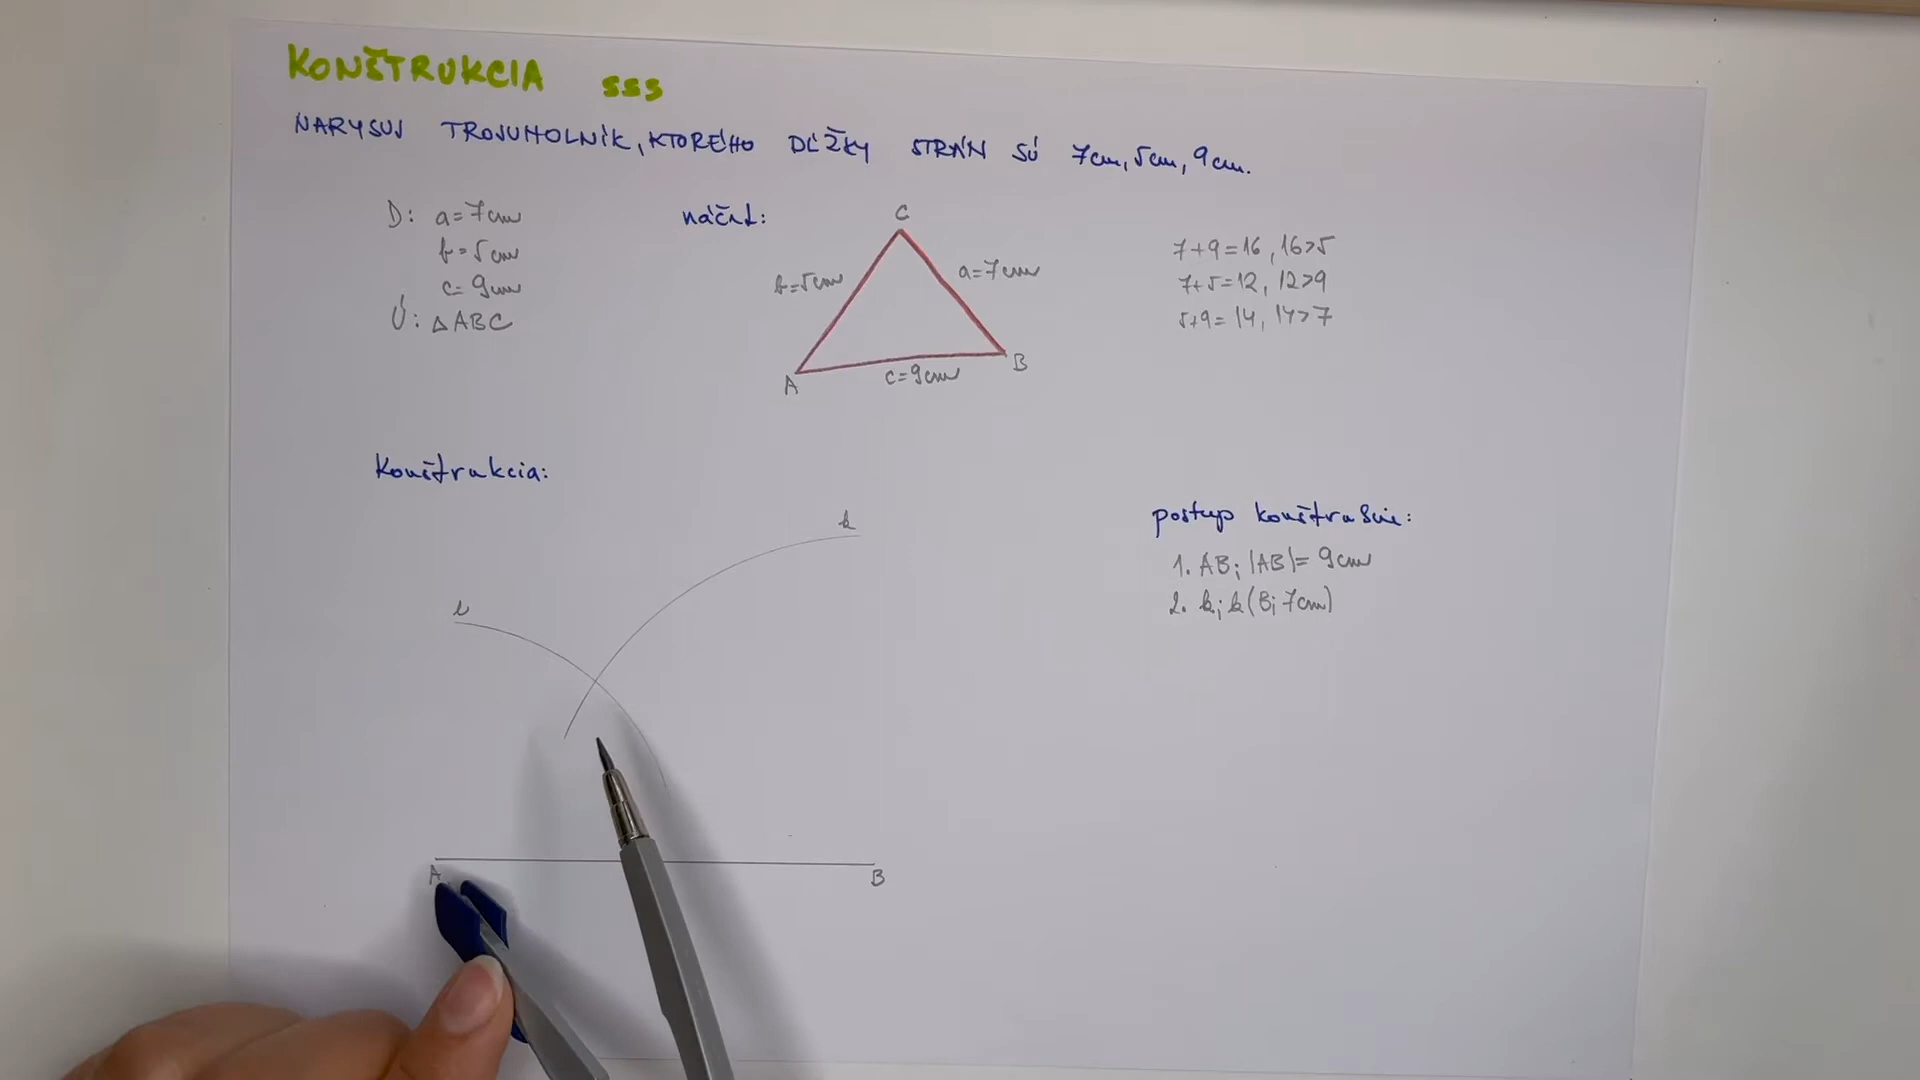 KONŠTRUKCIA sss
NARYSUJ TROJUHOLNÍK, KTORÉHO DĹŽKY STRÁN SÚ 7cm, 5cm, 9cm.
D: a=7cm
b=5cm
c=9cm
Ú: △ABC
náčrt:
C
b=5cm
a=7cm
A
c=9cm
B
7+9=16, 16>5
7+5=12, 12>9
5+9=14, 14>7
Konštrukcia:
k
l
A
B
postup konštrukcie:
1. AB; |AB|= 9cm
2. k; k(B; 7cm)